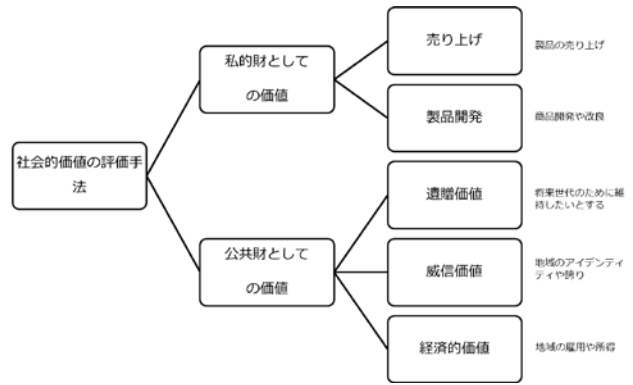 社会的価値の評価手
法
私的財として
の価値
公共財として
の価値
売り上げ
製品の売り上げ
製品開発
商品開発や改良
遺贈価値
将来世代のために維
持したいとする
威信価値
地域のアイデンティ
ティや誇り
経済的価値
地域の雇用や所得